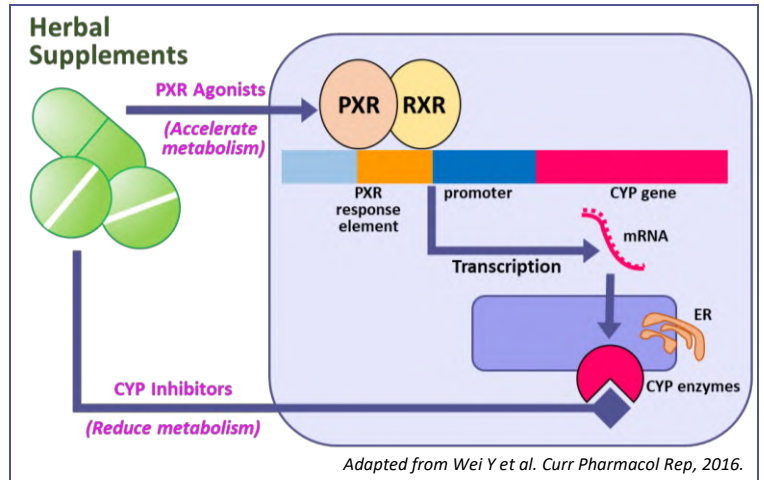 Herbal
Supplements
PXR Agonists
(Accelerate
metabolism)
PXR
RXR
PXR
response
element
promoter
CYP gene
mRNA
Transcription
ER
CYP enzymes
CYP Inhibitors
(Reduce metabolism)
Adapted from Wei Y et al. Curr Pharmacol Rep, 2016.